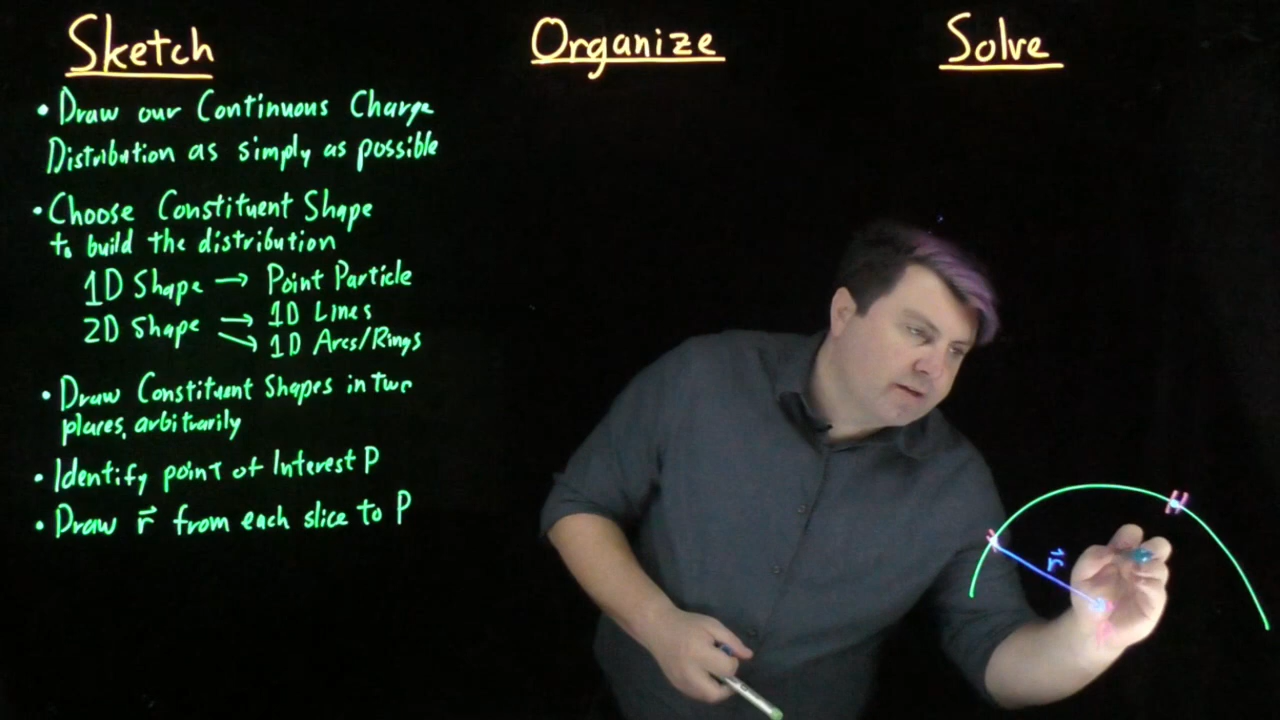 Sketch
Organize
Solve
• Draw our Continuous Charge
Distribution as simply as possible
• Choose Constituent Shape
to build the distribution
1D Shape → Point Particle
2D Shape → 1D Lines
→ 1D Arcs/Rings
• Draw Constituent Shapes in two
places, arbitrarily
• Identify point of Interest P
• Draw r⃗ from each slice to P
r⃗